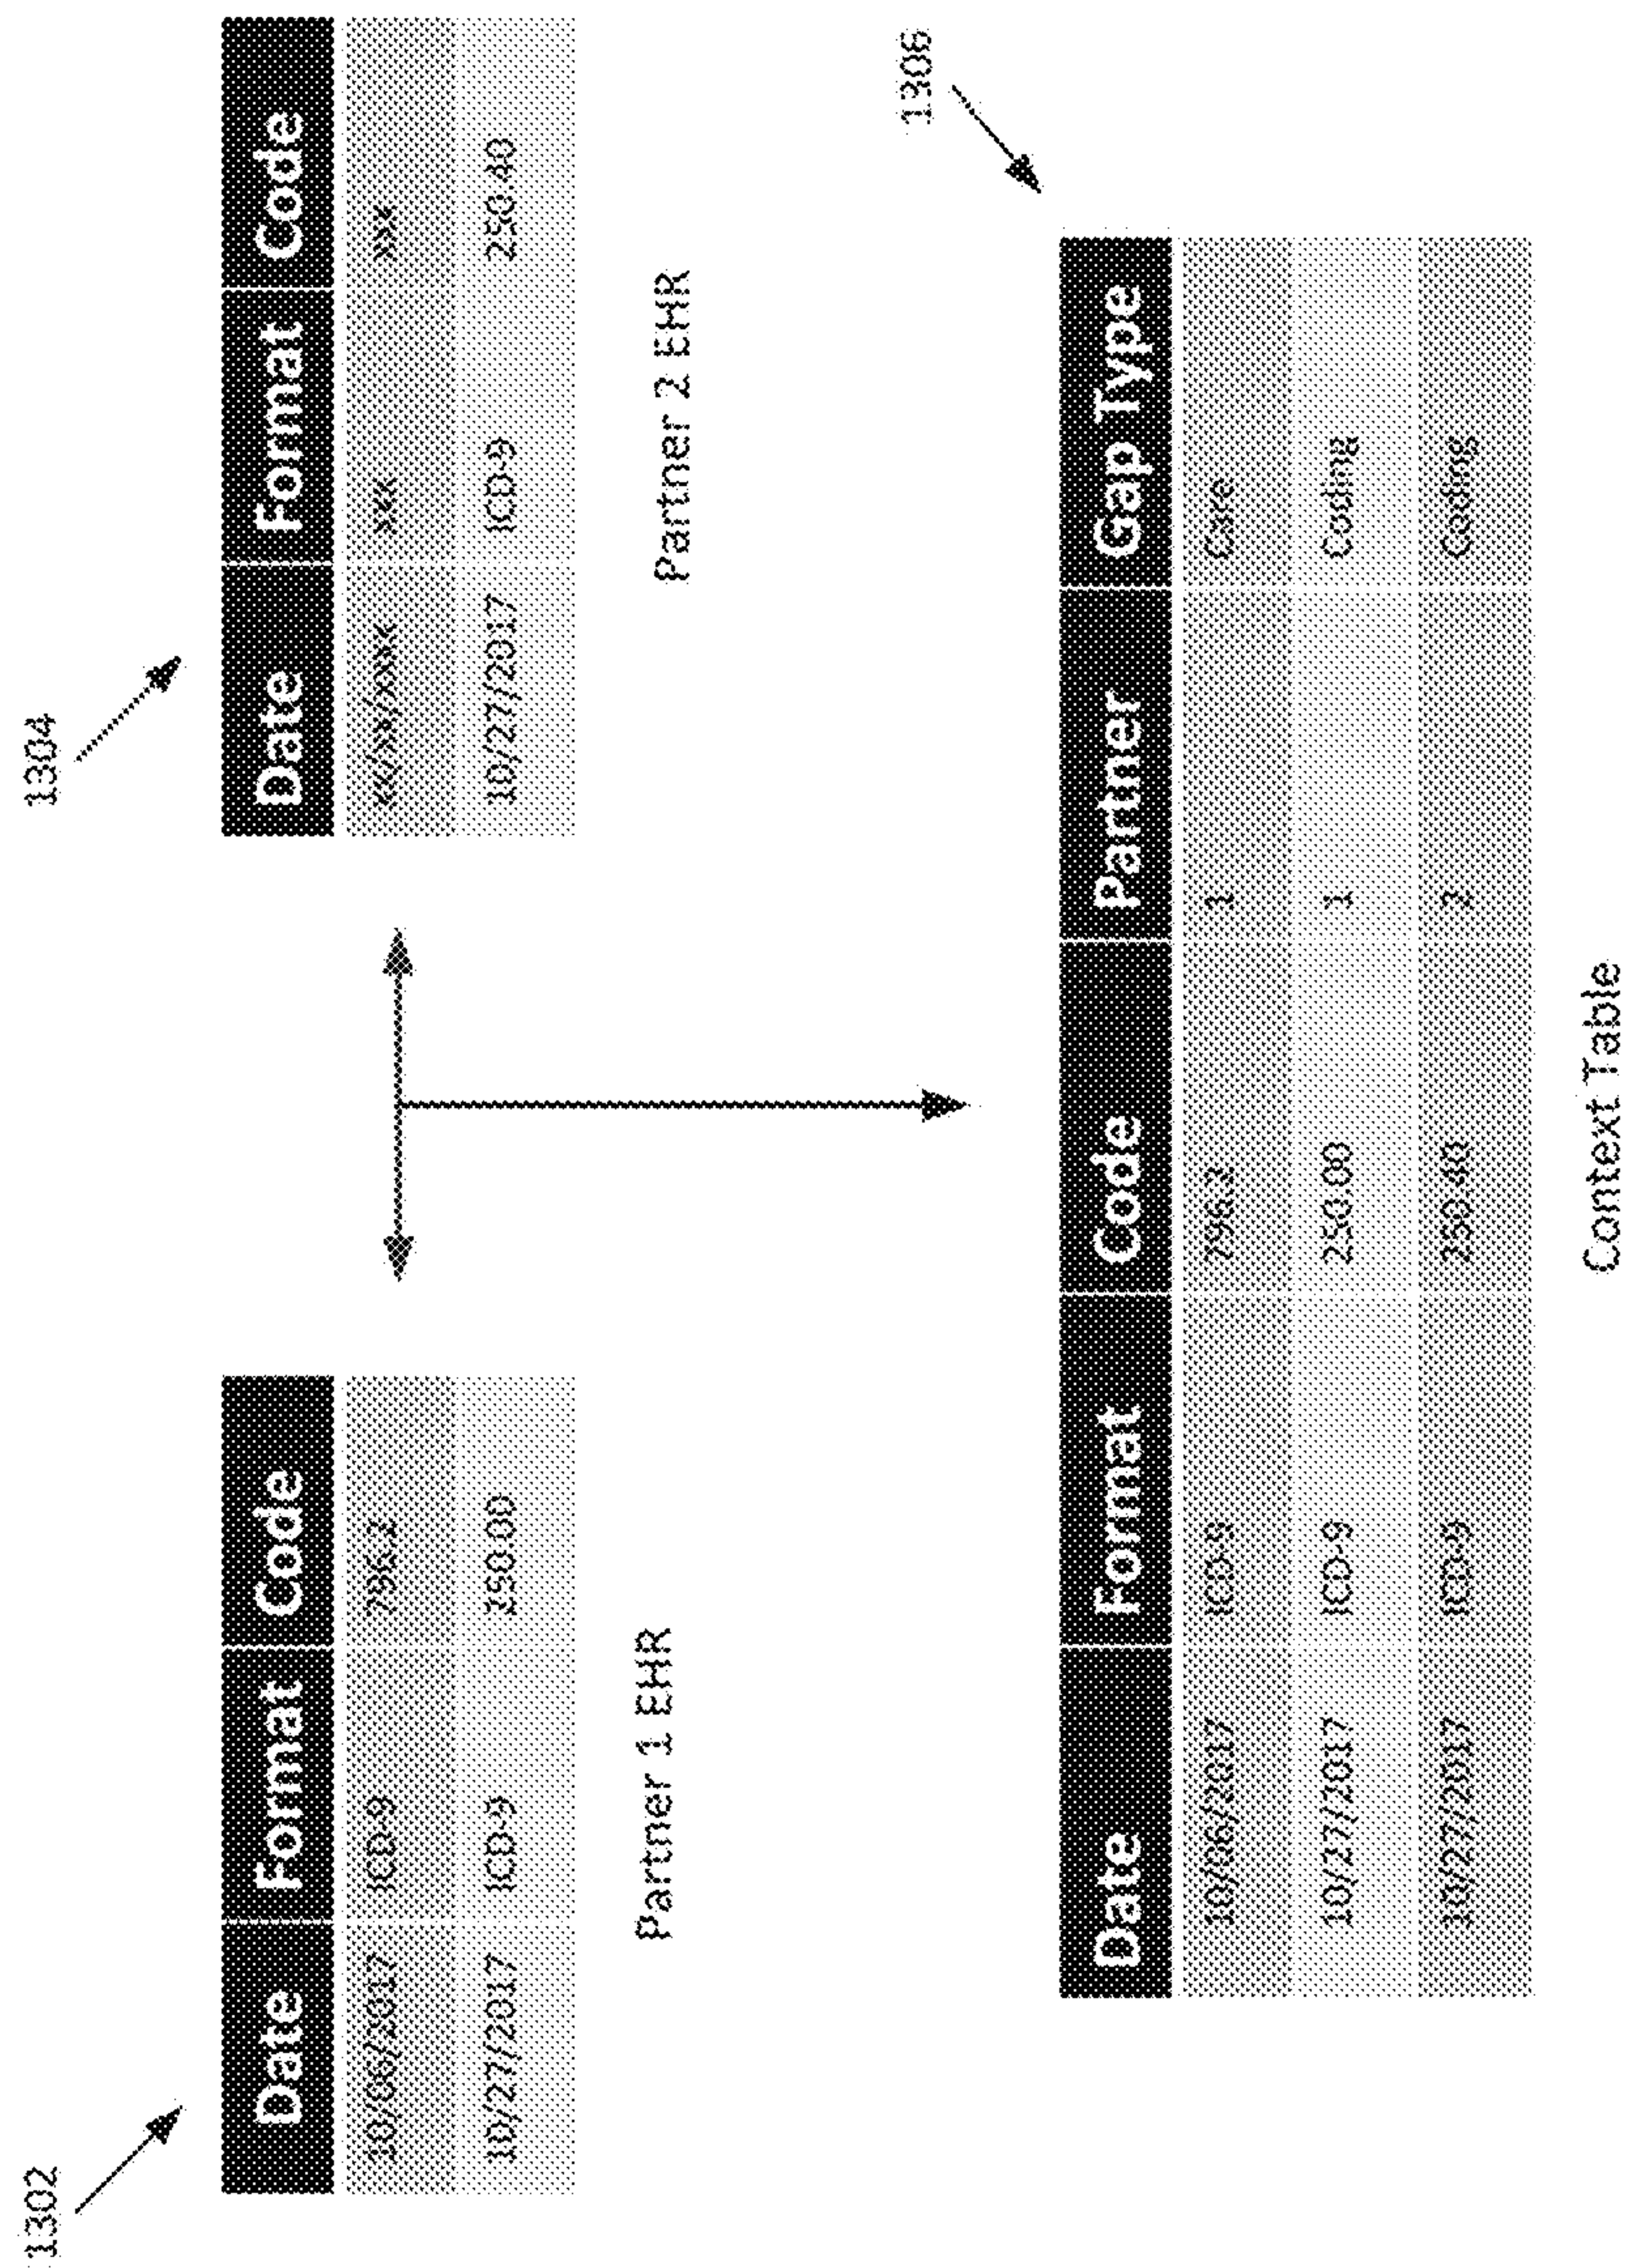 1302
1304
Date Format Code
10/06/2017 ICD-9 796.2
10/27/2017 ICD-9 250.00
Partner 1 EHR
Date Format Code
xx/xx/xxxx xxx xxx
10/27/2017 ICD-9 250.40
Partner 2 EHR
1306
Date Format Code Partner Gap Type
10/06/2017 ICD-9 796.2 1 Care
10/27/2017 ICD-9 250.00 1 Coding
10/27/2017 ICD-9 250.40 2 Coding
Context Table